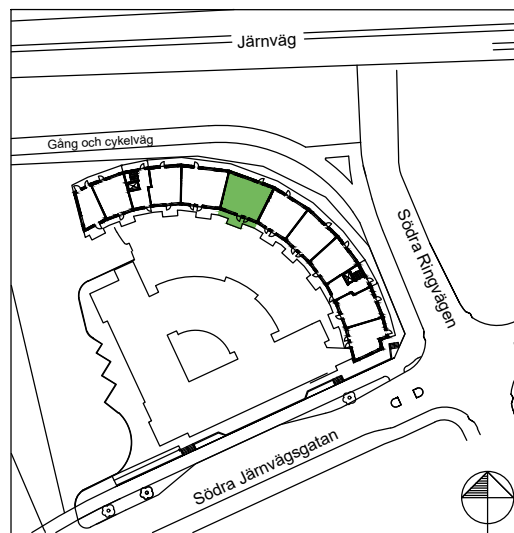 Järnväg
Gång och cykelväg
Södra Ringvägen
Södra Järnvägsgatan